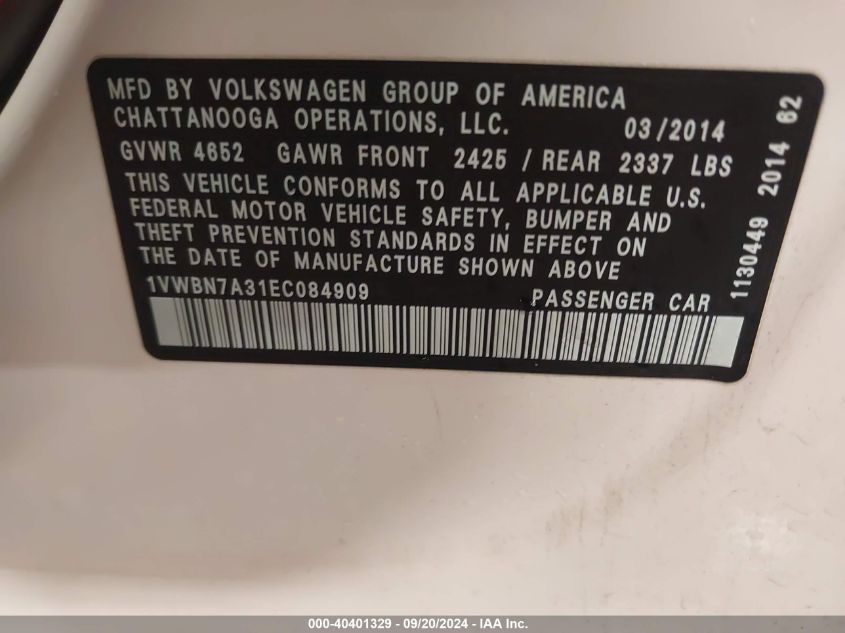 MFD BY VOLKSWAGEN GROUP OF AMERICA
CHATTANOOGA OPERATIONS, LLC. 03/2014
GVWR 4652 GAWR FRONT 2425 / REAR 2337 LBS
THIS VEHICLE CONFORMS TO ALL APPLICABLE U.S.
FEDERAL MOTOR VEHICLE SAFETY, BUMPER AND
THEFT PREVENTION STANDARDS IN EFFECT ON
THE DATE OF MANUFACTURE SHOWN ABOVE
1VWBN7A31EC084909 PASSENGER CAR
1130449 2014 62
000-40401329 - 09/20/2024 - IAA Inc.